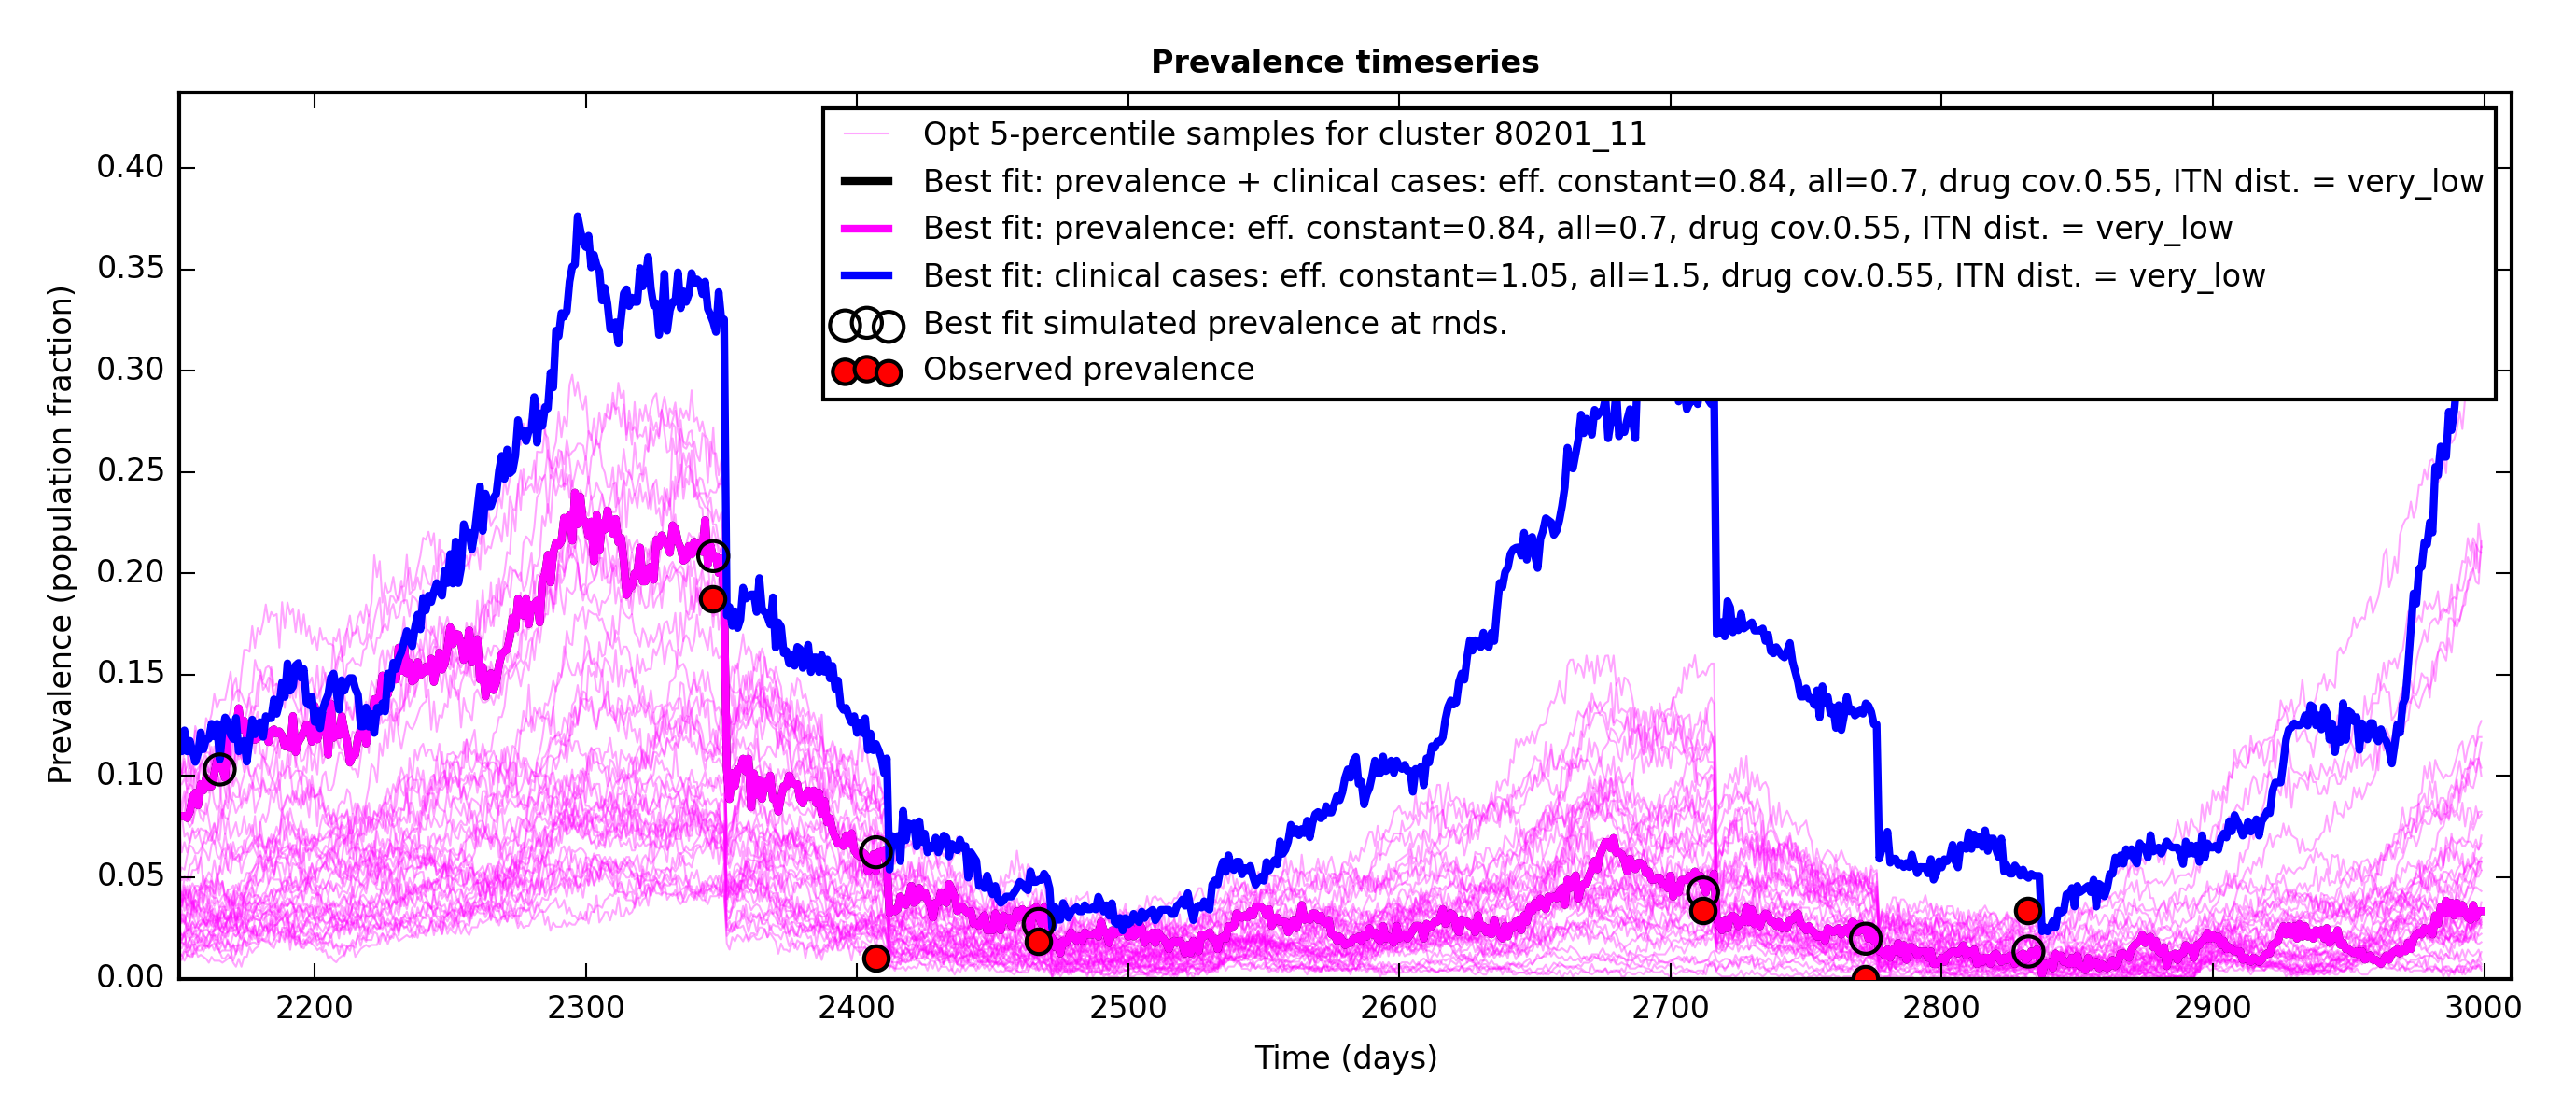 Prevalence timeseries
Opt 5-percentile samples for cluster 80201_11
Best fit: prevalence + clinical cases: eff. constant=0.84, all=0.7, drug cov.0.55, ITN dist. = very_low
Best fit: prevalence: eff. constant=0.84, all=0.7, drug cov.0.55, ITN dist. = very_low
Best fit: clinical cases: eff. constant=1.05, all=1.5, drug cov.0.55, ITN dist. = very_low
Best fit simulated prevalence at rnds.
Observed prevalence
Prevalence (population fraction)
0.40
0.35
0.30
0.25
0.20
0.15
0.10
0.05
0.00
2200 2300 2400 2500 2600 2700 2800 2900 3000
Time (days)